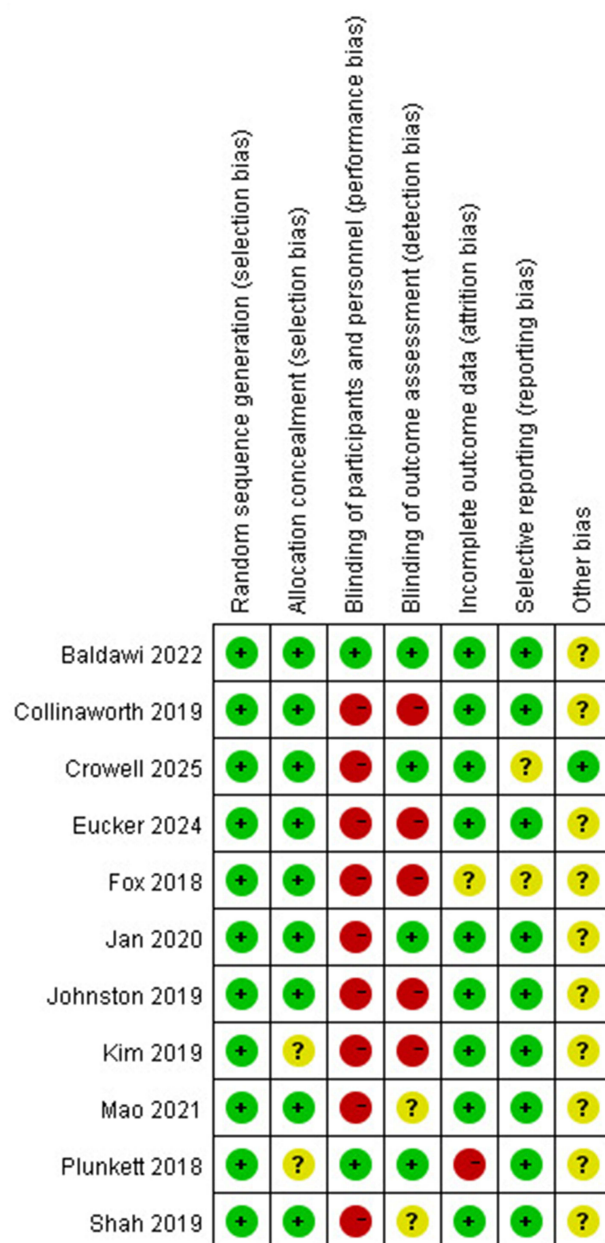 Random sequence generation (selection bias)
Allocation concealment (selection bias)
Blinding of participants and personnel (performance bias)
Blinding of outcome assessment (detection bias)
Incomplete outcome data (attrition bias)
Selective reporting (reporting bias)
Other bias
Baldawi 2022 + + + + + + ?
Collinaworth 2019 + + - - + + ?
Crowell 2025 + + - + + ? +
Eucker 2024 + + - - + + ?
Fox 2018 + + - - ? ? ?
Jan 2020 + + - + + + ?
Johnston 2019 + + - - + + ?
Kim 2019 + ? - - + + ?
Mao 2021 + + - ? + + ?
Plunkett 2018 + ? + + - + ?
Shah 2019 + + - ? + + ?